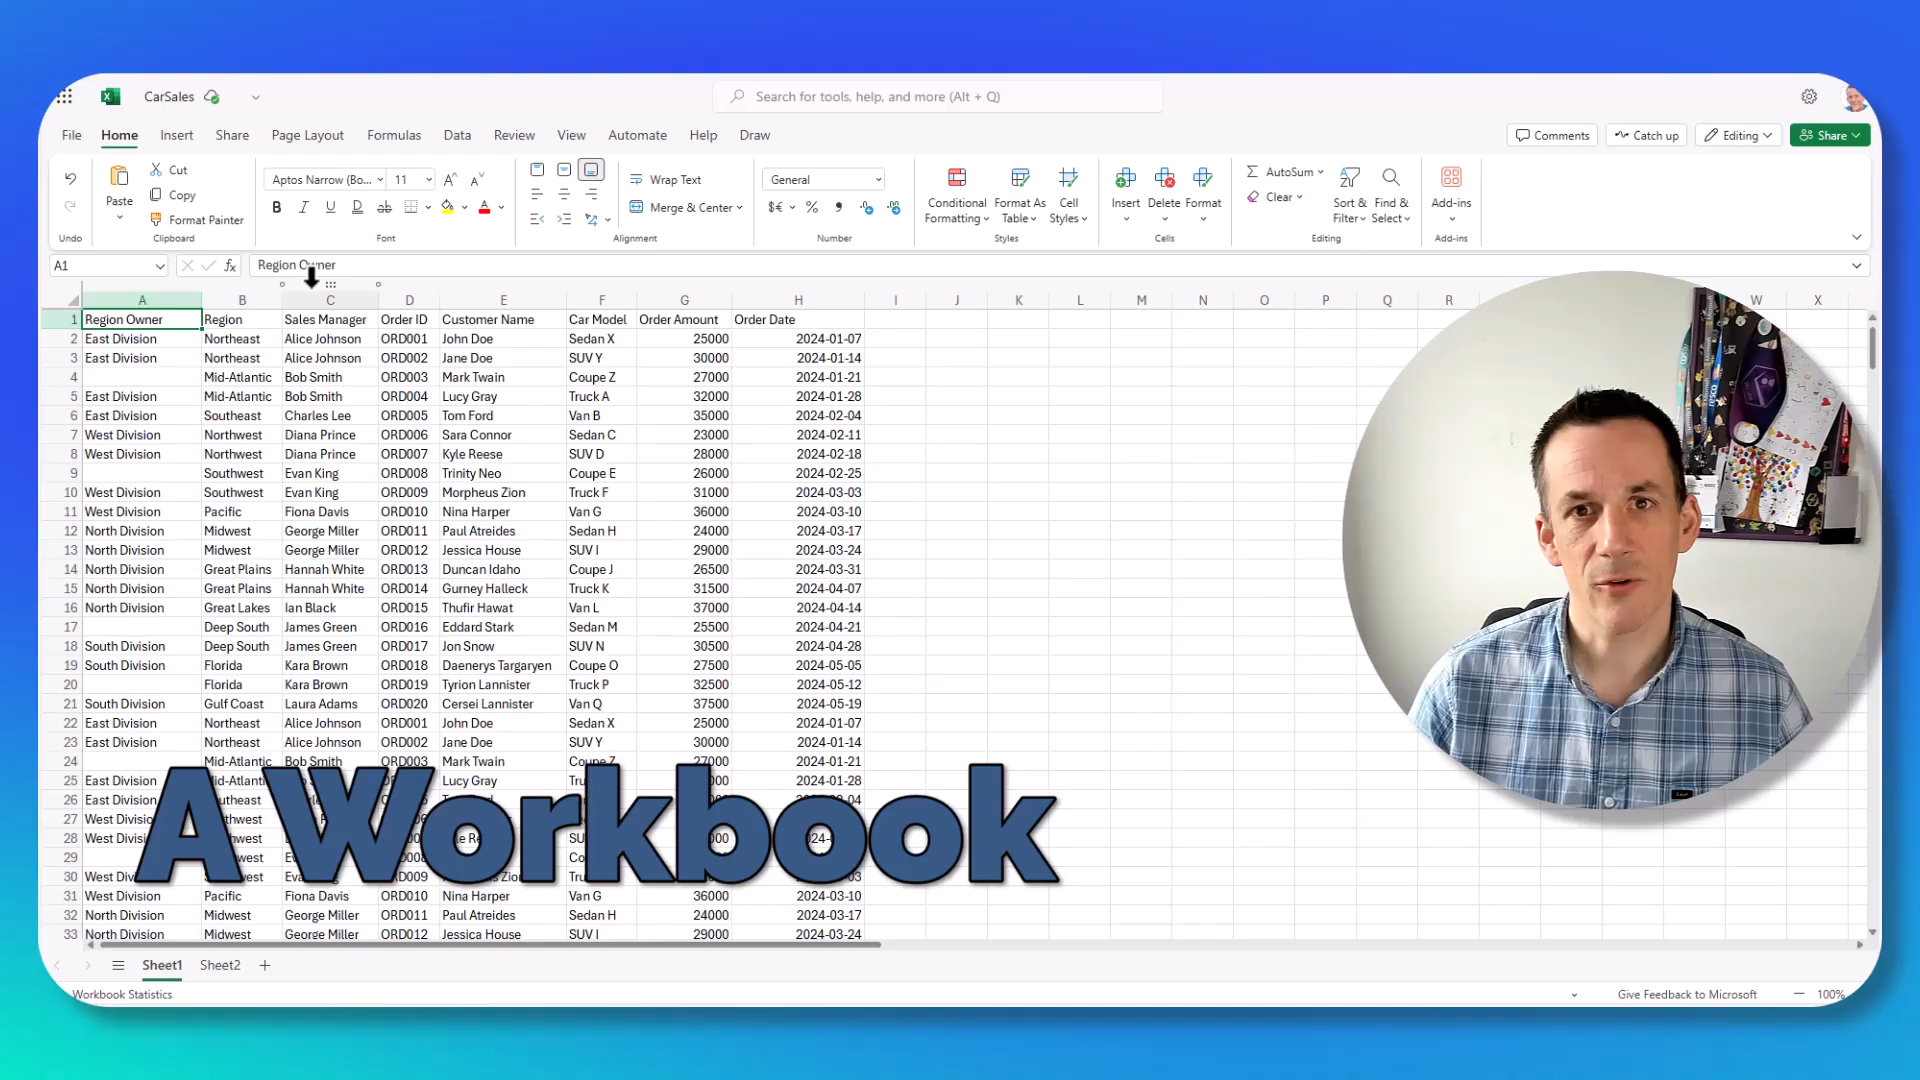 CarSales
Search for tools, help, and more (Alt + Q)
File Home Insert Share Page Layout Formulas Data Review View Automate Help Draw
Comments Catch up Editing Share
Paste Cut Copy Format Painter
Aptos Narrow (Bo... 11
Wrap Text Merge & Center
General
Conditional Formatting Format As Table Cell Styles
Insert Delete Format
AutoSum Clear Sort & Filter Find & Select
Add-ins
Undo Clipboard Font Alignment Number Styles Cells Editing Add-ins
A1 fx Region Owner
A B C D E F G H I J K L M N O P Q R W X
1 Region Owner Region Sales Manager Order ID Customer Name Car Model Order Amount Order Date
2 East Division Northeast Alice Johnson ORD001 John Doe Sedan X 25000 2024-01-07
3 East Division Northeast Alice Johnson ORD002 Jane Doe SUV Y 30000 2024-01-14
4 Mid-Atlantic Bob Smith ORD003 Mark Twain Coupe Z 27000 2024-01-21
5 East Division Mid-Atlantic Bob Smith ORD004 Lucy Gray Truck A 32000 2024-01-28
6 East Division Southeast Charles Lee ORD005 Tom Ford Van B 35000 2024-02-04
7 West Division Northwest Diana Prince ORD006 Sara Connor Sedan C 23000 2024-02-11
8 West Division Northwest Diana Prince ORD007 Kyle Reese SUV D 28000 2024-02-18
9 Southwest Evan King ORD008 Trinity Neo Coupe E 26000 2024-02-25
10 West Division Southwest Evan King ORD009 Morpheus Zion Truck F 31000 2024-03-03
11 West Division Pacific Fiona Davis ORD010 Nina Harper Van G 36000 2024-03-10
12 North Division Midwest George Miller ORD011 Paul Atreides Sedan H 24000 2024-03-17
13 North Division Midwest George Miller ORD012 Jessica House SUV I 29000 2024-03-24
14 North Division Great Plains Hannah White ORD013 Duncan Idaho Coupe J 26500 2024-03-31
15 North Division Great Plains Hannah White ORD014 Gurney Halleck Truck K 31500 2024-04-07
16 North Division Great Lakes Ian Black ORD015 Thufir Hawat Van L 37000 2024-04-14
17 Deep South James Green ORD016 Eddard Stark Sedan M 25500 2024-04-21
18 South Division Deep South James Green ORD017 Jon Snow SUV N 30500 2024-04-28
19 South Division Florida Kara Brown ORD018 Daenerys Targaryen Coupe O 27500 2024-05-05
20 Florida Kara Brown ORD019 Tyrion Lannister Truck P 32500 2024-05-12
21 South Division Gulf Coast Laura Adams ORD020 Cersei Lannister Van Q 37500 2024-05-19
22 East Division Northeast Alice Johnson ORD001 John Doe Sedan X 25000 2024-01-07
23 East Division Northeast Alice Johnson ORD002 Jane Doe SUV Y 30000 2024-01-14
24 Mid-Atlantic Bob Smith ORD003 Mark Twain Coupe Z 27000 2024-01-21
25 East Division Lucy Gray 2024-01-28
26 East
27 West
28 West
29
30 West
A Workbook
31 West Division Pacific Fiona Davis ORD010 Nina Harper Van G 36000 2024-03-10
32 North Division Midwest George Miller ORD011 Paul Atreides Sedan H 24000 2024-03-17
33 North Division Midwest George Miller ORD012 Jessica House SUV I 29000 2024-03-24
Sheet1 Sheet2
Workbook Statistics Give Feedback to Microsoft 100%